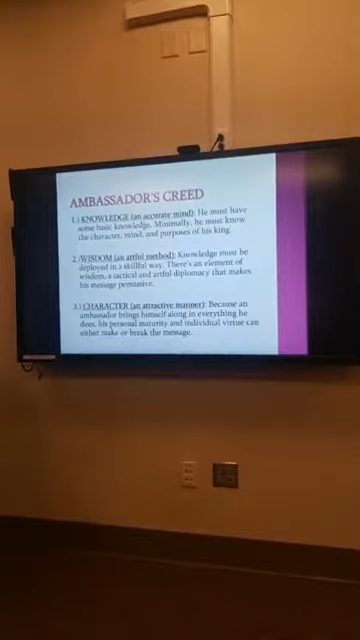 AMBASSADOR'S CREED
1.) KNOWLEDGE (an accurate mind): He must have
some basic knowledge. Minimally, he must know
the character, mind, and purposes of his king.
2.) WISDOM (an artful method): Knowledge must be
deployed in a skillful way. There's an element of
wisdom, a tactical and artful diplomacy that makes
his message persuasive.
3.) CHARACTER (an attractive manner): Because an
ambassador brings himself along in everything he
does, his personal maturity and individual virtue can
either make or break the message.